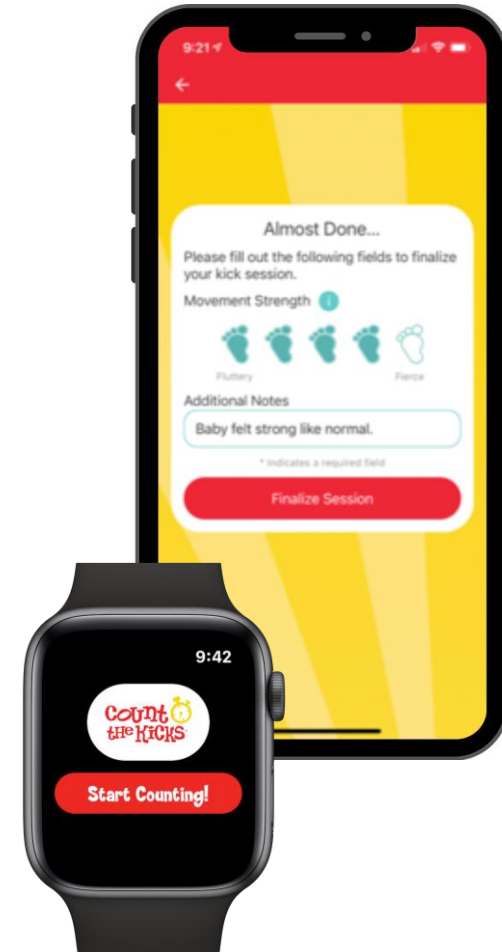 9:21
Almost Done...
Please fill out the following fields to finalize
your kick session.
Movement Strength i
Fluttery Fierce
Additional Notes
Baby felt strong like normal.
* Indicates a required field
Finalize Session
9:42
Count
the Kicks
Start Counting!